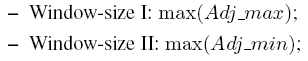 – Window-size I: max(Adj_max);
– Window-size II: max(Adj_min);